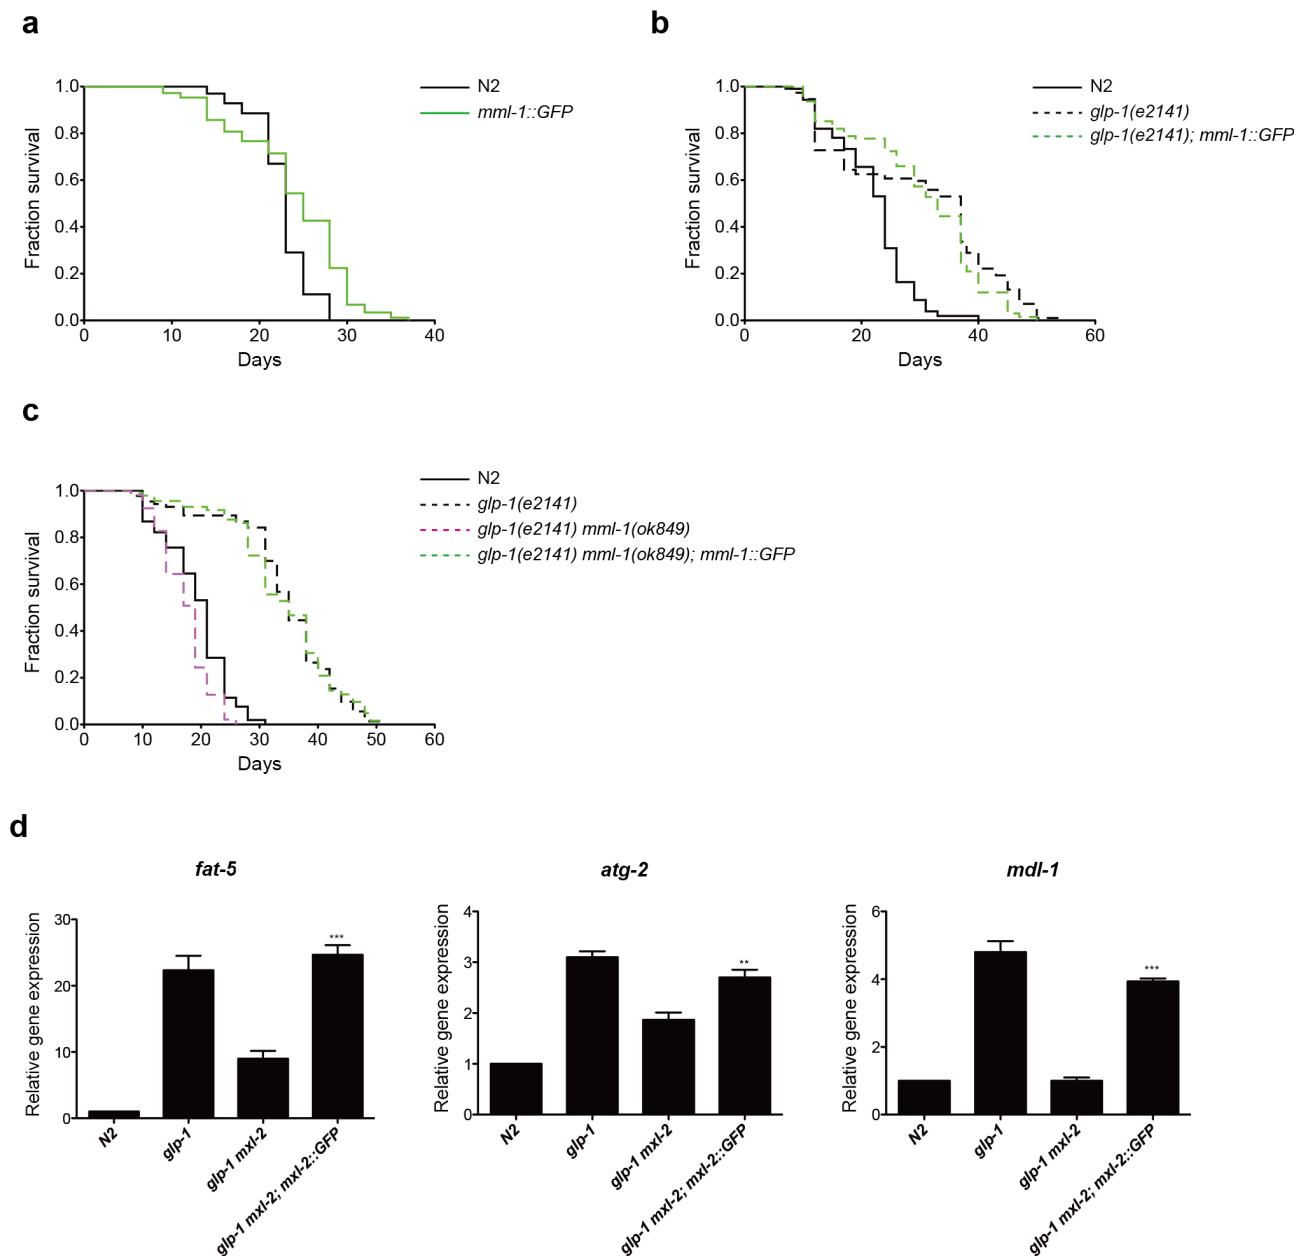 a
1.0
0.8
0.6
0.4
0.2
0.0
Fraction survival
0
10
20
30
40
Days
N2
mml-1::GFP
b
1.0
0.8
0.6
0.4
0.2
0.0
Fraction survival
0
20
40
60
Days
N2
glp-1(e2141)
glp-1(e2141); mml-1::GFP
c
1.0
0.8
0.6
0.4
0.2
0.0
Fraction survival
0
10
20
30
40
50
60
Days
N2
glp-1(e2141)
glp-1(e2141) mml-1(ok849)
glp-1(e2141) mml-1(ok849); mml-1::GFP
d
fat-5
Relative gene expression
30
20
10
0
***
N2
glp-1
glp-1 mxl-2
glp-1 mxl-2; mxl-2::GFP
atg-2
Relative gene expression
4
3
2
1
0
**
N2
glp-1
glp-1 mxl-2
glp-1 mxl-2; mxl-2::GFP
mdl-1
Relative gene expression
6
4
2
0
***
N2
glp-1
glp-1 mxl-2
glp-1 mxl-2; mxl-2::GFP